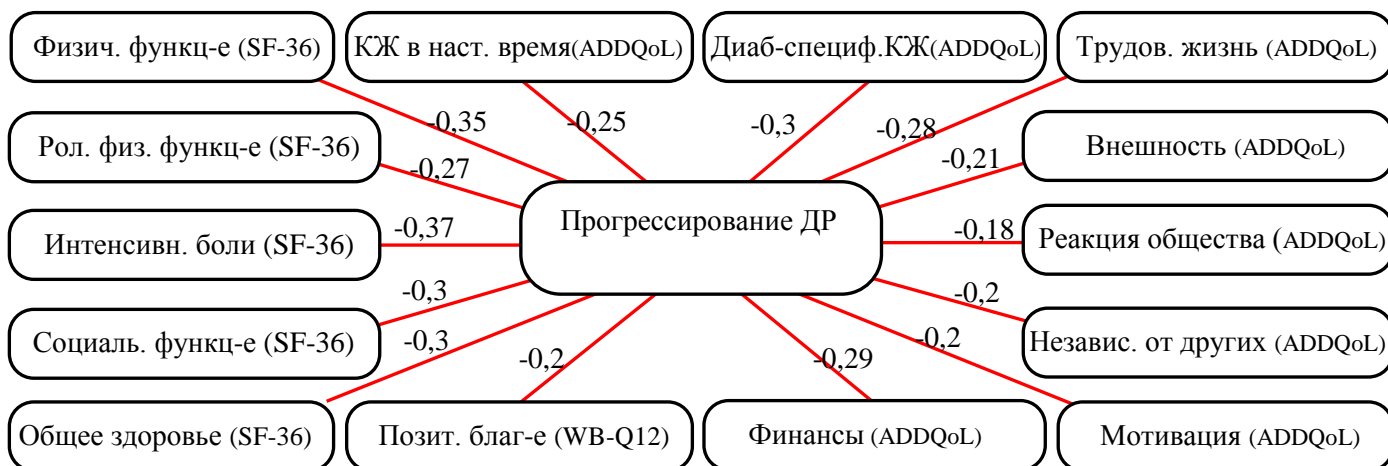 Физич. функц-е (SF-36)
КЖ в наст. время(ADDQoL)
Диаб-специф.КЖ(ADDQoL)
Трудов. жизнь (ADDQoL)
-0,35
-0,25
-0,3
-0,28
Рол. физ. функц-е (SF-36)
-0,27
-0,21
Внешность (ADDQoL)
Прогрессирование ДР
Интенсивн. боли (SF-36)
-0,37
-0,18
Реакция общества (ADDQoL)
-0,3
-0,2
Социаль. функц-е (SF-36)
-0,3
-0,2
-0,29
-0,2
Независ. от других (ADDQoL)
Общее здоровье (SF-36)
Позит. благ-е (WB-Q12)
Финансы (ADDQoL)
Мотивация (ADDQoL)